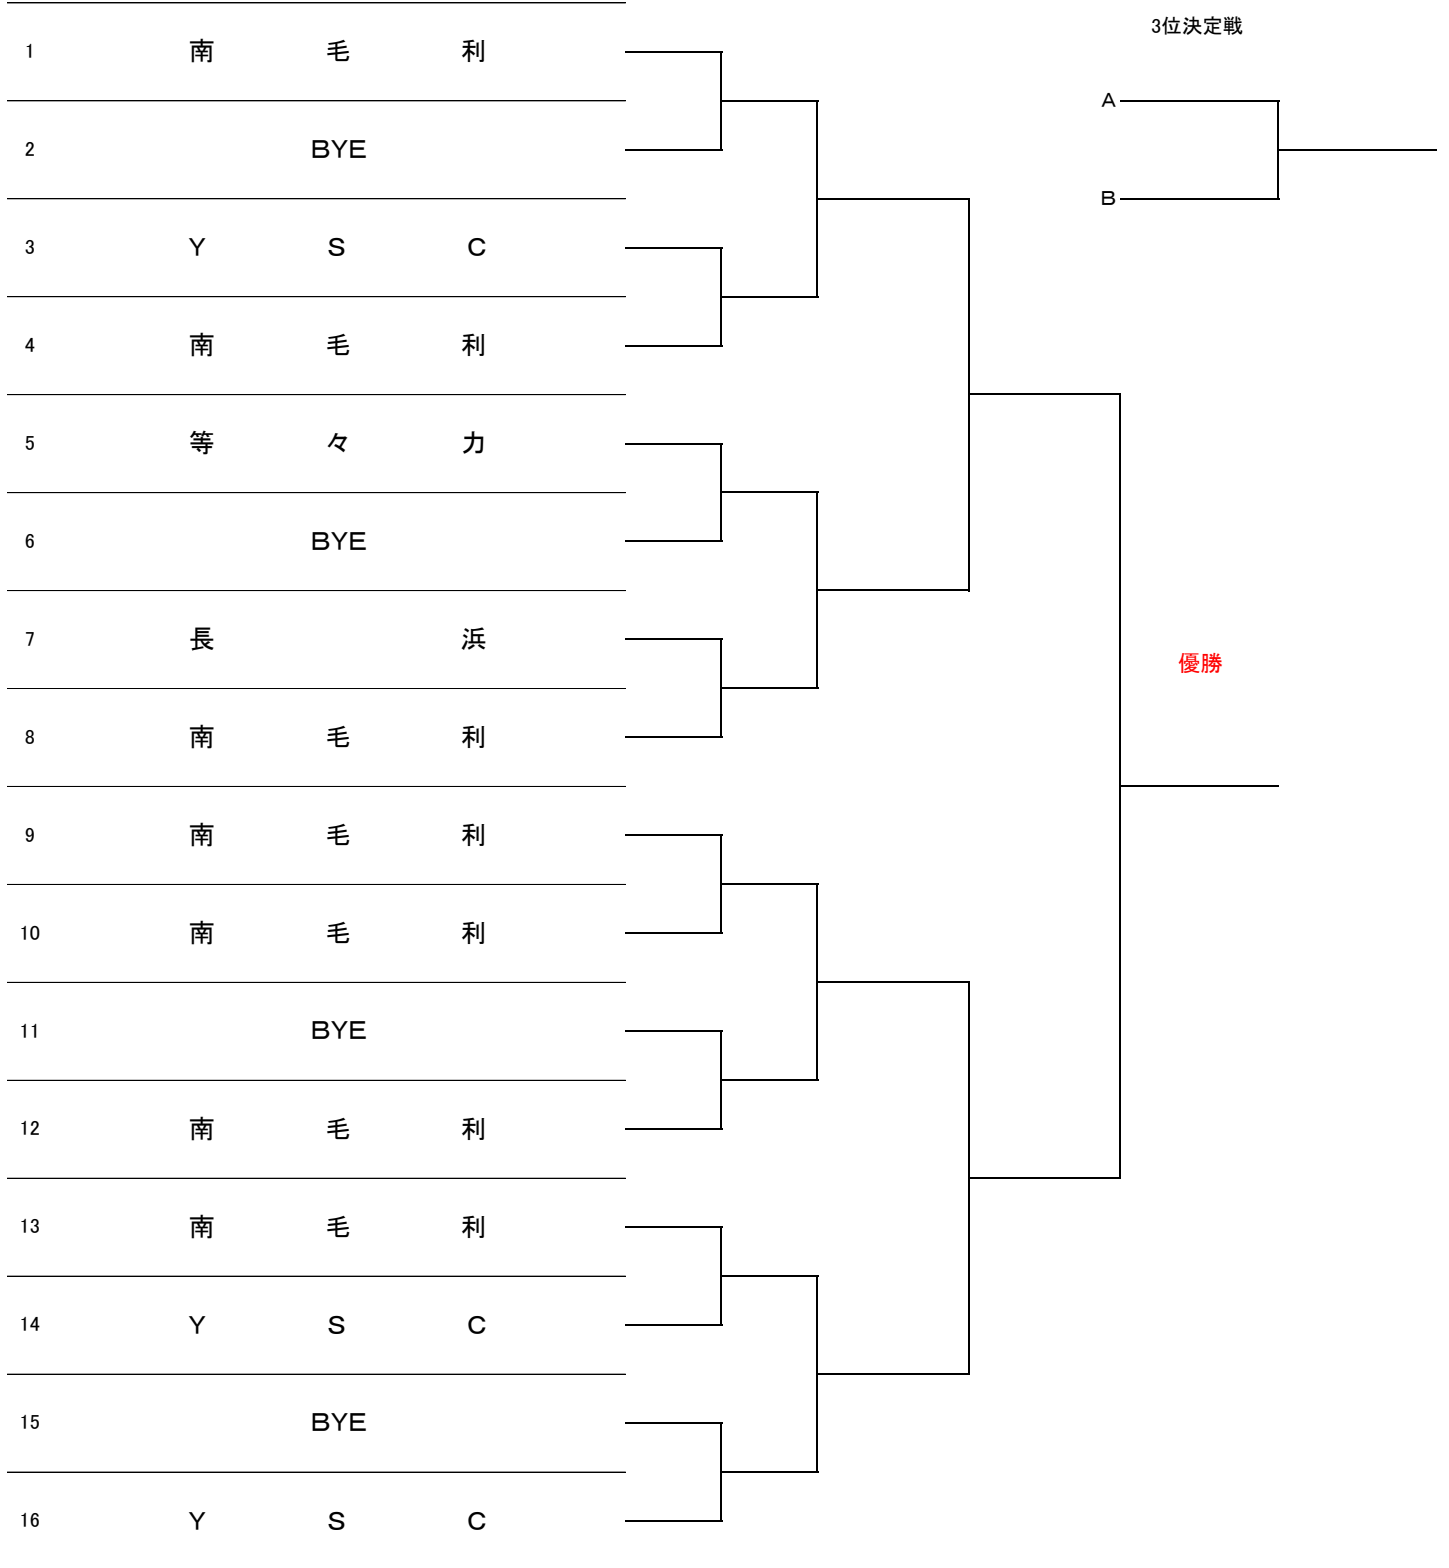 3位決定戦
1 南 毛 利
A
2 BYE
B
3 Y S C
4 南 毛 利
5 等 々 力
6 BYE
7 長 浜
優勝
8 南 毛 利
9 南 毛 利
10 南 毛 利
11 BYE
12 南 毛 利
13 南 毛 利
14 Y S C
15 BYE
16 Y S C